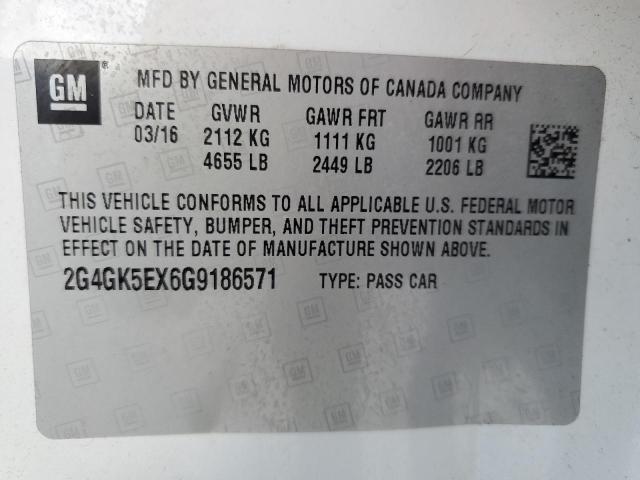 GM
MFD BY GENERAL MOTORS OF CANADA COMPANY
DATE GVWR GAWR FRT GAWR RR
03/16 2112 KG 1111 KG 1001 KG
4655 LB 2449 LB 2206 LB
THIS VEHICLE CONFORMS TO ALL APPLICABLE U.S. FEDERAL MOTOR
VEHICLE SAFETY, BUMPER, AND THEFT PREVENTION STANDARDS IN
EFFECT ON THE DATE OF MANUFACTURE SHOWN ABOVE.
2G4GK5EX6G9186571 TYPE: PASS CAR